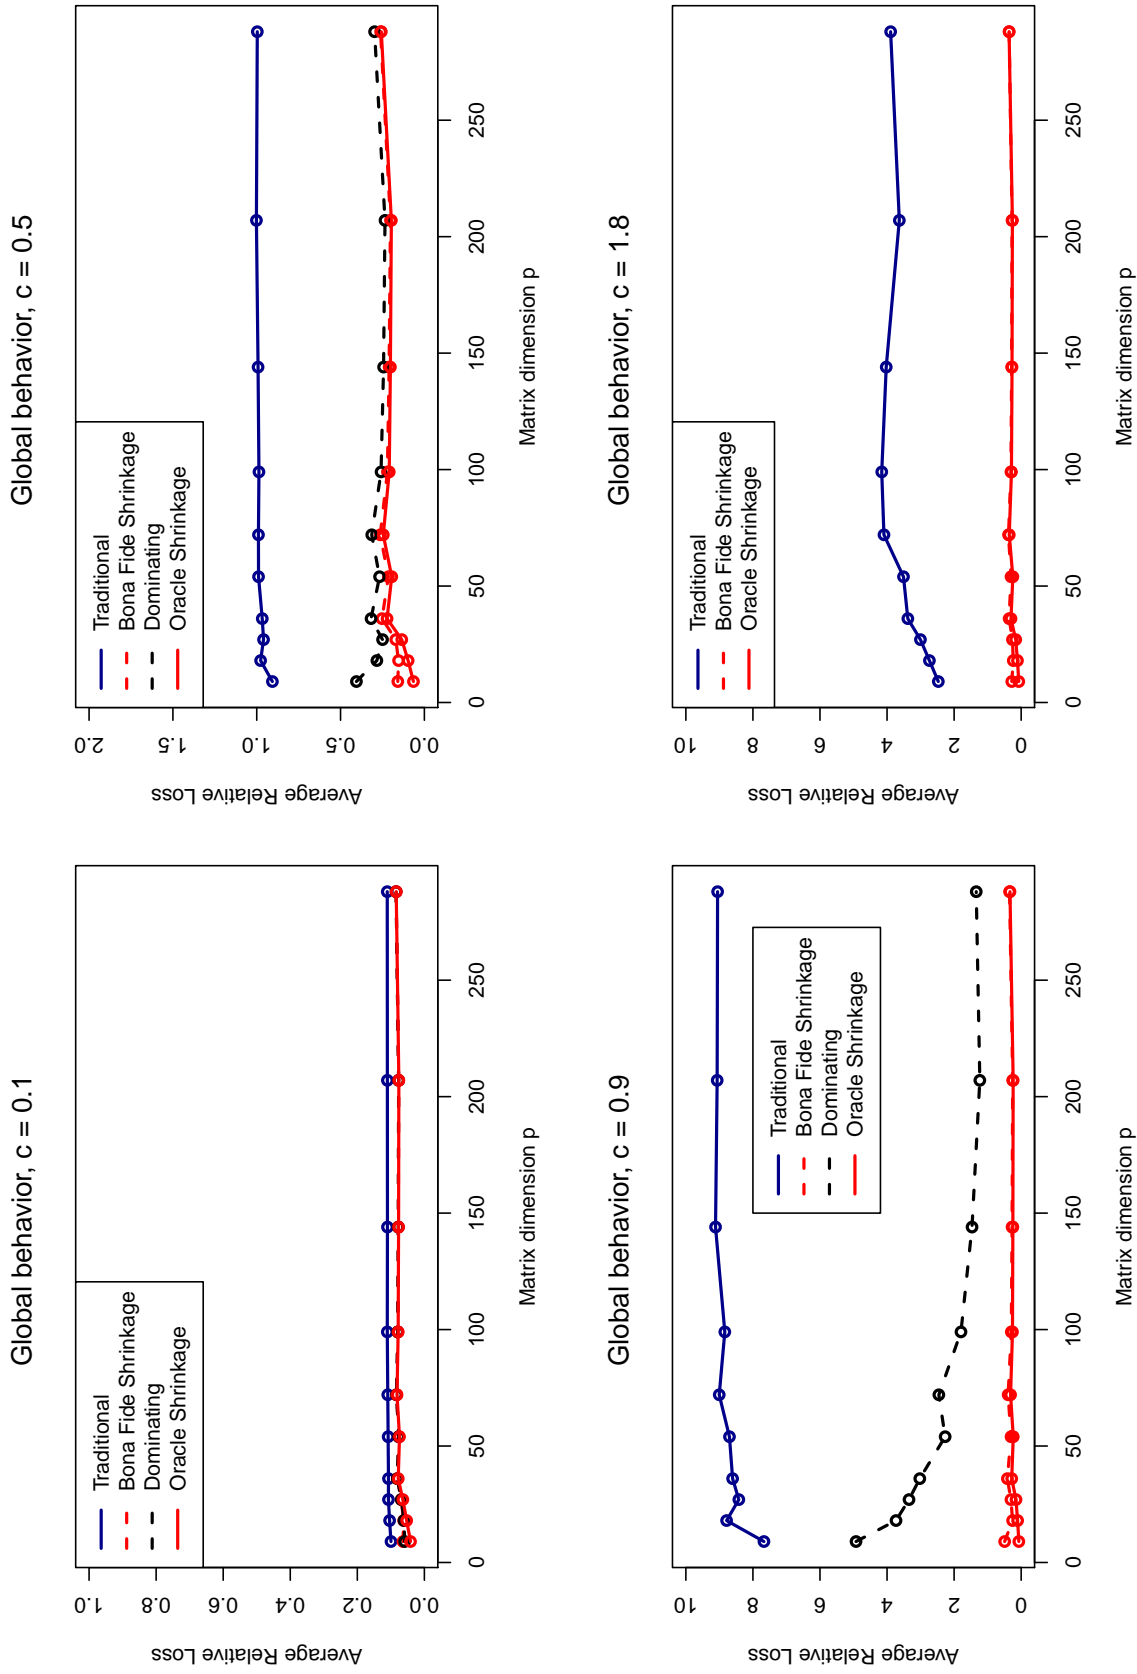 Global behavior, c = 0.1
Average Relative Loss
1.0
0.8
0.6
0.4
0.2
0.0
Traditional
Bona Fide Shrinkage
Dominating
Oracle Shrinkage
0 50 100 150 200 250
Matrix dimension p
Global behavior, c = 0.5
Average Relative Loss
2.0
1.5
1.0
0.5
0.0
Traditional
Bona Fide Shrinkage
Dominating
Oracle Shrinkage
0 50 100 150 200 250
Matrix dimension p
Global behavior, c = 0.9
Average Relative Loss
10
8
6
4
2
0
Traditional
Bona Fide Shrinkage
Dominating
Oracle Shrinkage
0 50 100 150 200 250
Matrix dimension p
Global behavior, c = 1.8
Average Relative Loss
10
8
6
4
2
0
Traditional
Bona Fide Shrinkage
Oracle Shrinkage
0 50 100 150 200 250
Matrix dimension p